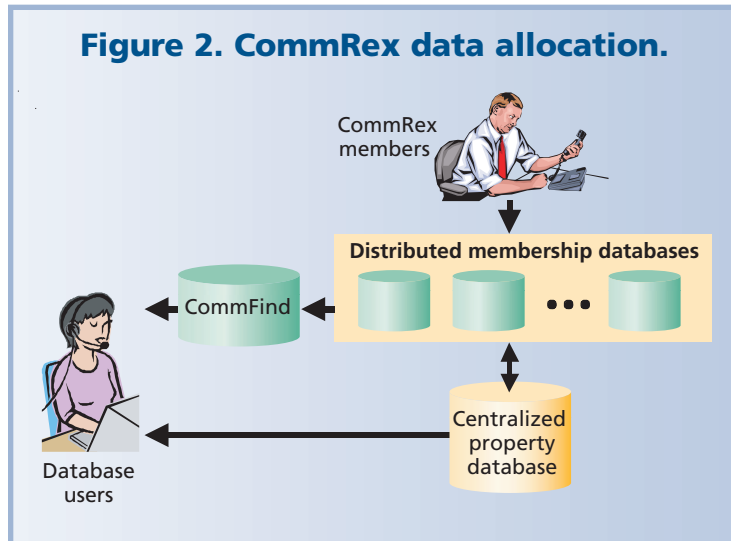 Figure 2. CommRex data allocation.
CommRex
members
Distributed membership databases
CommFind
Centralized
property
database
Database
users